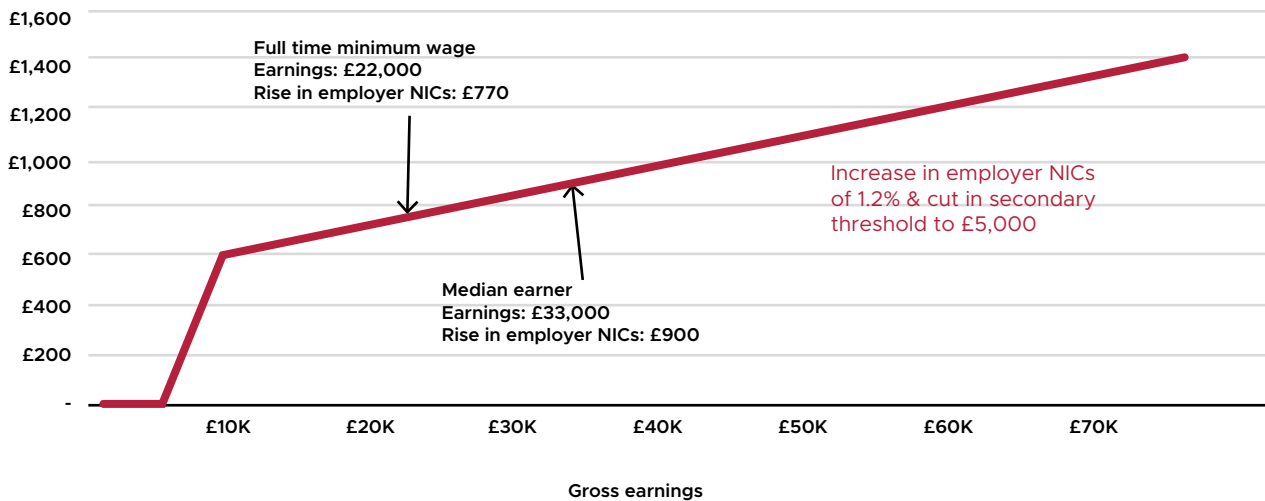 £1,600
£1,400
£1,200
£1,000
£800
£600
£400
£200
-
Full time minimum wage
Earnings: £22,000
Rise in employer NICs: £770
Increase in employer NICs
of 1.2% & cut in secondary
threshold to £5,000
Median earner
Earnings: £33,000
Rise in employer NICs: £900
£10K £20K £30K £40K £50K £60K £70K
Gross earnings